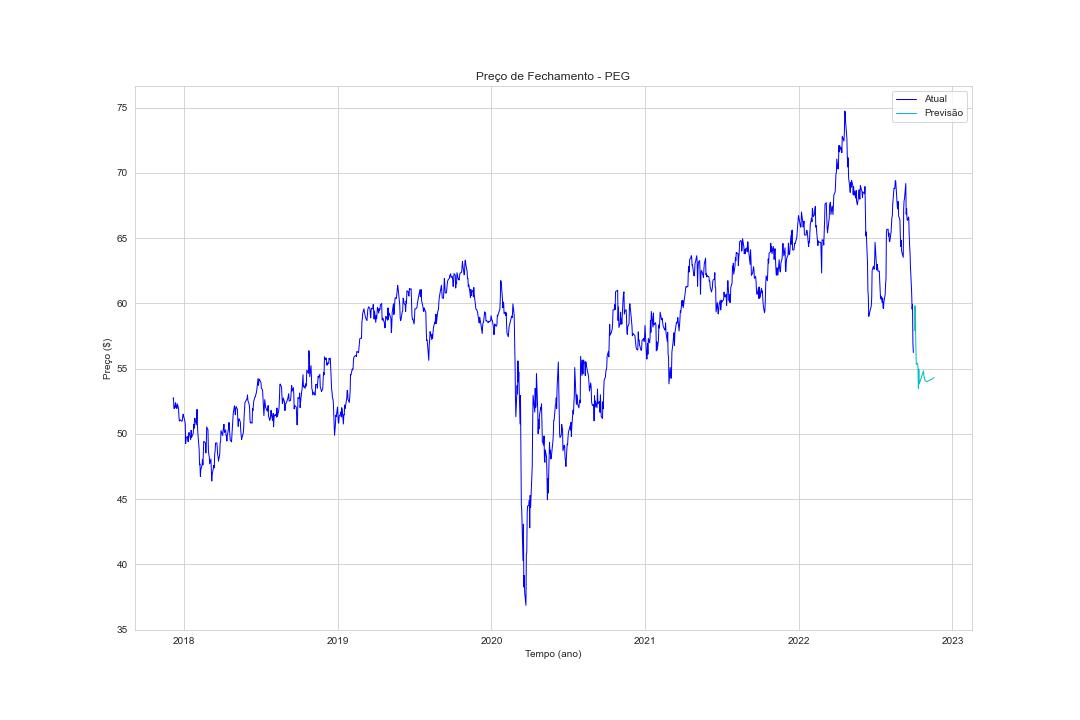 Preço de Fechamento - PEG
Atual
Previsão
75
70
65
60
55
50
45
40
35
Preço ($)
2018 2019 2020 2021 2022 2023
Tempo (ano)